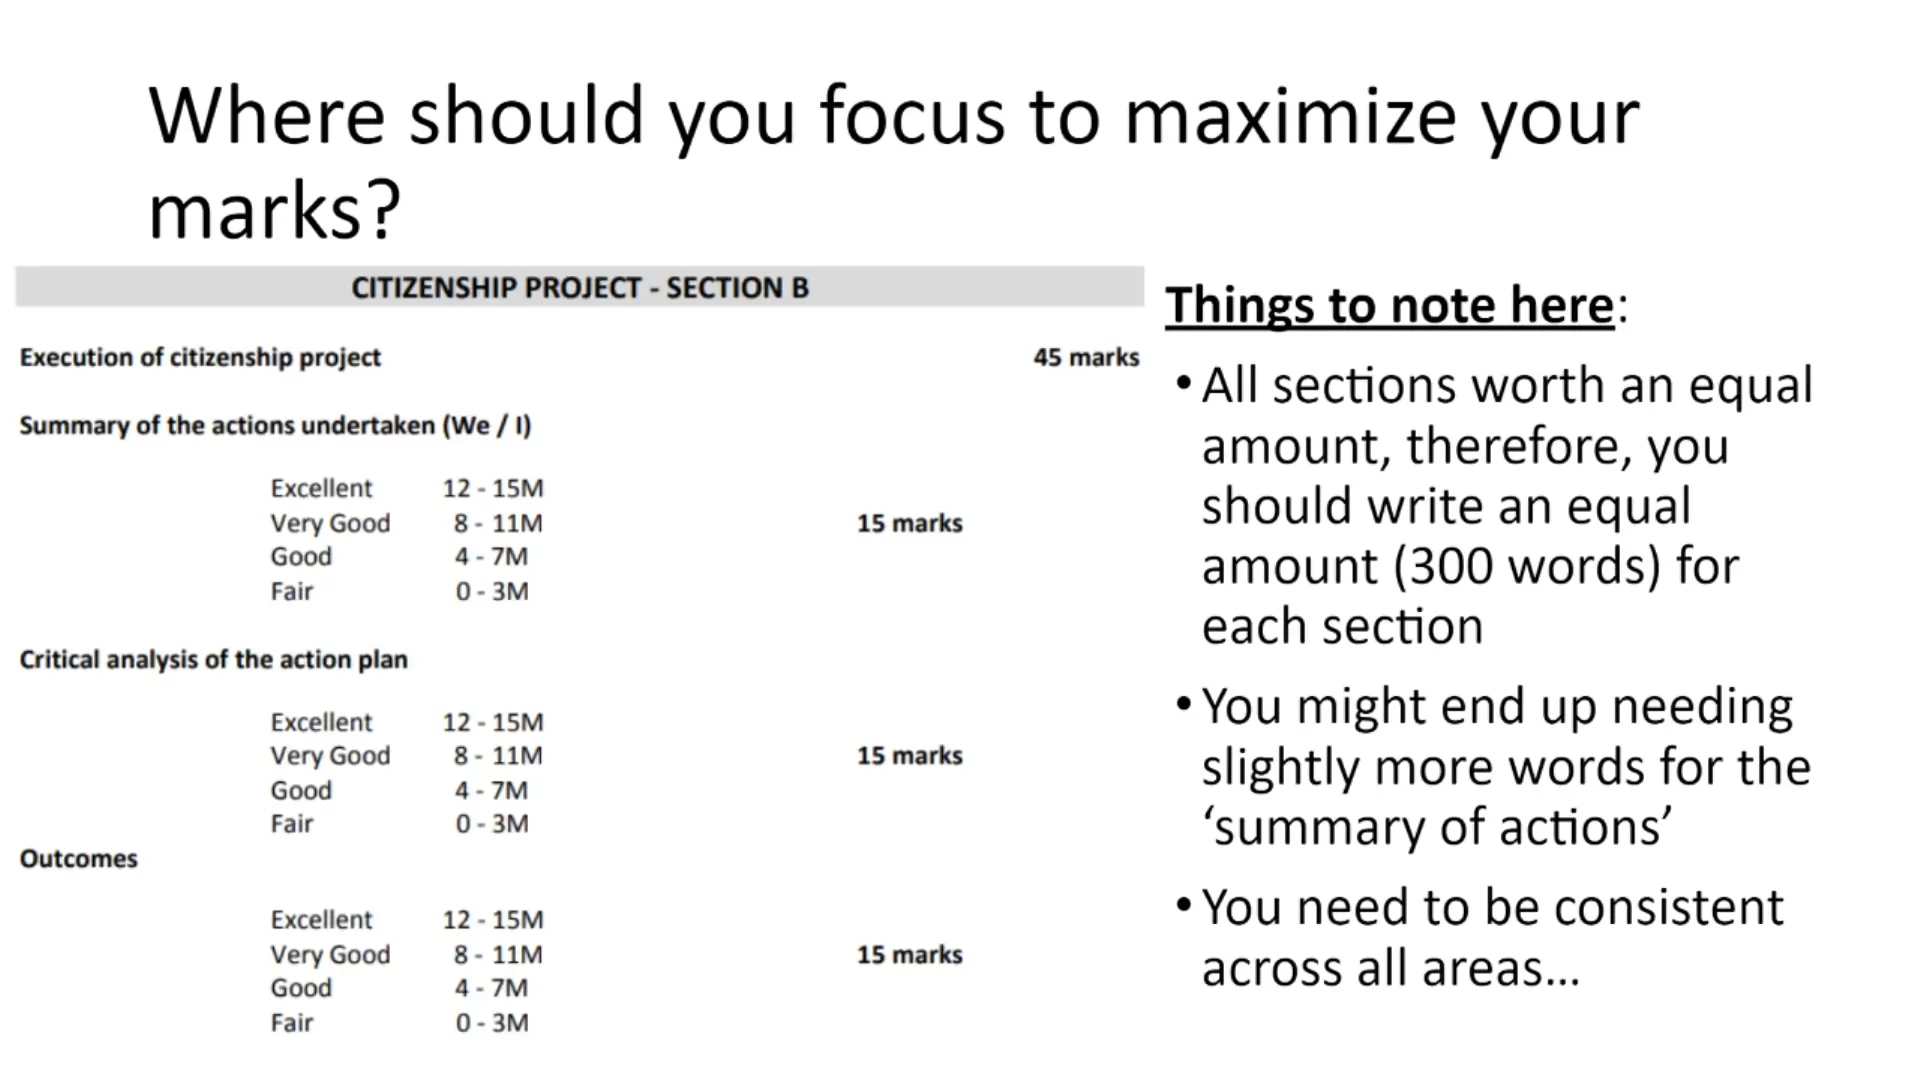 Where should you focus to maximize your
marks?
CITIZENSHIP PROJECT - SECTION B
Execution of citizenship project 45 marks
Summary of the actions undertaken (We / I)
Excellent 12 - 15M
Very Good 8 - 11M 15 marks
Good 4 - 7M
Fair 0 - 3M
Critical analysis of the action plan
Excellent 12 - 15M
Very Good 8 - 11M 15 marks
Good 4 - 7M
Fair 0 - 3M
Outcomes
Excellent 12 - 15M
Very Good 8 - 11M 15 marks
Good 4 - 7M
Fair 0 - 3M
Things to note here:
• All sections worth an equal
amount, therefore, you
should write an equal
amount (300 words) for
each section
• You might end up needing
slightly more words for the
‘summary of actions’
• You need to be consistent
across all areas…